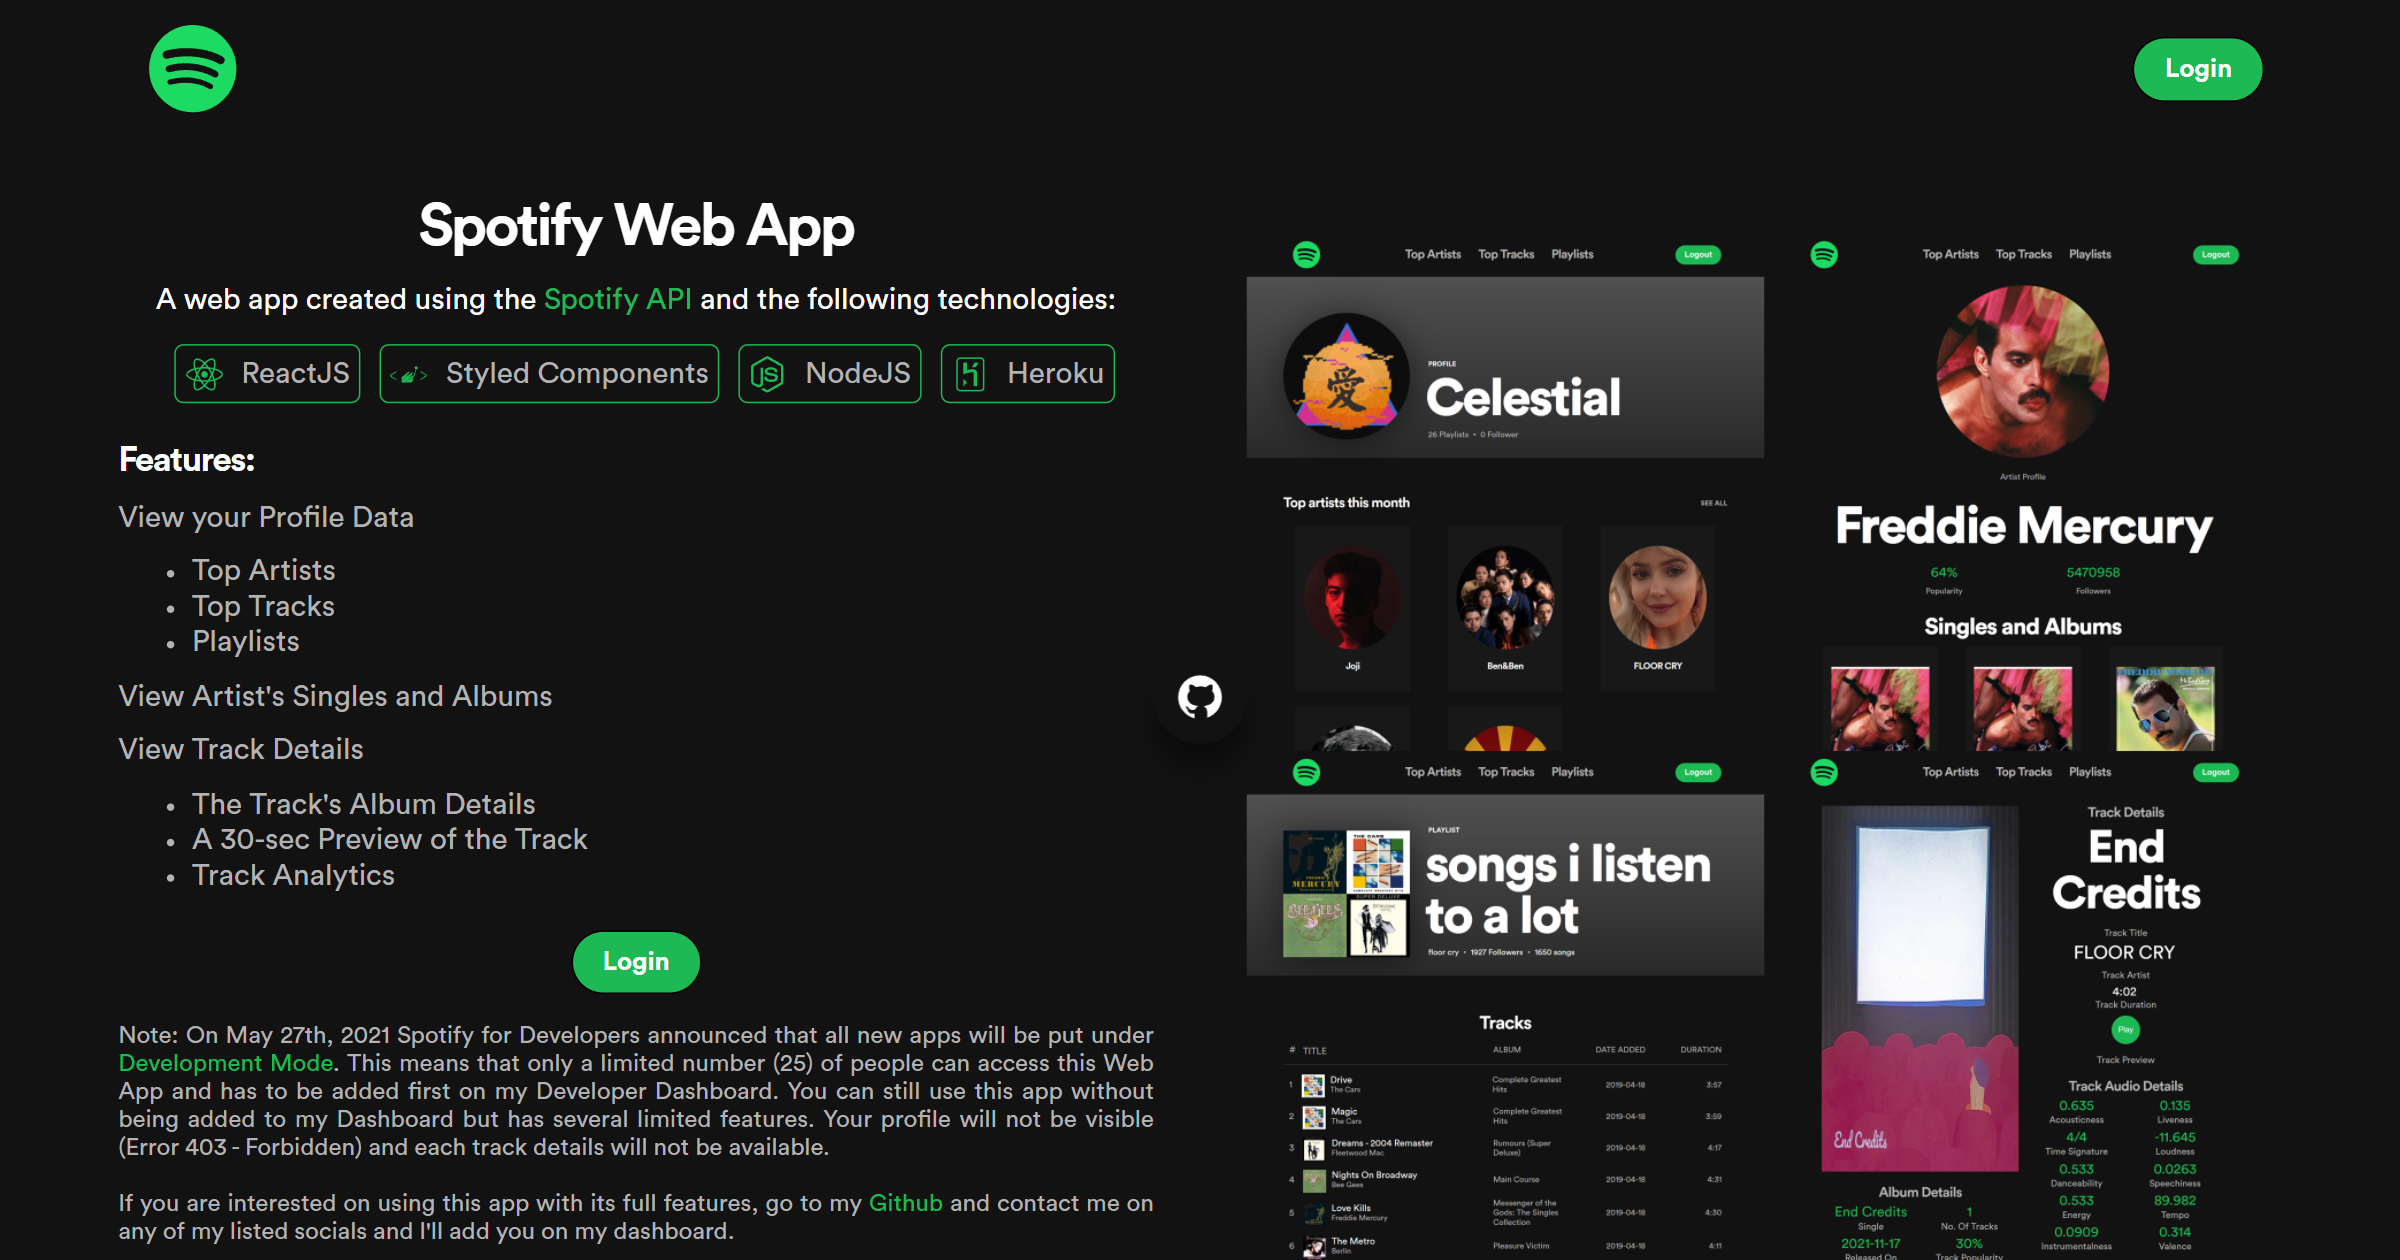 Login
Spotify Web App
A web app created using the Spotify API and the following technologies:
ReactJS
Styled Components
NodeJS
Heroku
Features:
View your Profile Data
• Top Artists
• Top Tracks
• Playlists
View Artist's Singles and Albums
View Track Details
• The Track's Album Details
• A 30-sec Preview of the Track
• Track Analytics
Login
Note: On May 27th, 2021 Spotify for Developers announced that all new apps will be put under
Development Mode. This means that only a limited number (25) of people can access this Web
App and has to be added first on my Developer Dashboard. You can still use this app without
being added to my Dashboard but has several limited features. Your profile will not be visible
(Error 403 - Forbidden) and each track details will not be available.
If you are interested on using this app with its full features, go to my Github and contact me on
any of my listed socials and I'll add you on my dashboard.
Top Artists Top Tracks Playlists Logout
PROFILE
愛
Celestial
26 Playlists • 0 Follower
Top artists this month SEE ALL
Joji Ben&Ben FLOOR CRY
Top Artists Top Tracks Playlists Logout
Artist Profile
Freddie Mercury
64% 5470958
Popularity Followers
Singles and Albums
Top Artists Top Tracks Playlists Logout
PLAYLIST
songs i listen
to a lot
floor cry • 1927 Followers • 1650 songs
THE CARS
MERCURY
BEE GEES
SUPER DELUXE
Tracks
# TITLE ALBUM DATE ADDED DURATION
1 Drive Complete Greatest Hits 2019-04-18 3:57
The Cars
2 Magic Complete Greatest Hits 2019-04-18 3:59
The Cars
3 Dreams - 2004 Remaster Rumours (Super Deluxe) 2019-04-18 4:17
Fleetwood Mac
4 Nights On Broadway Main Course 2019-04-18 4:31
Bee Gees
5 Love Kills Messenger of the Gods: The Singles Collection 2019-04-18 4:30
Freddie Mercury
6 The Metro Pleasure Victim 2019-04-18 4:11
Berlin
Top Artists Top Tracks Playlists Logout
End Credits
Track Details
End
Credits
Track Title
FLOOR CRY
Track Artist
4:02
Track Duration
Play
Track Preview
Track Audio Details
0.635 0.135
Acousticness Liveness
4/4 -11.645
Time Signature Loudness
0.533 0.0263
Danceability Speechiness
0.533 89.982
Energy Tempo
0.0909 0.314
Instrumentalness Valence
Album Details
End Credits 1
Single No. Of Tracks
2021-11-17 30%
Released On Track Popularity